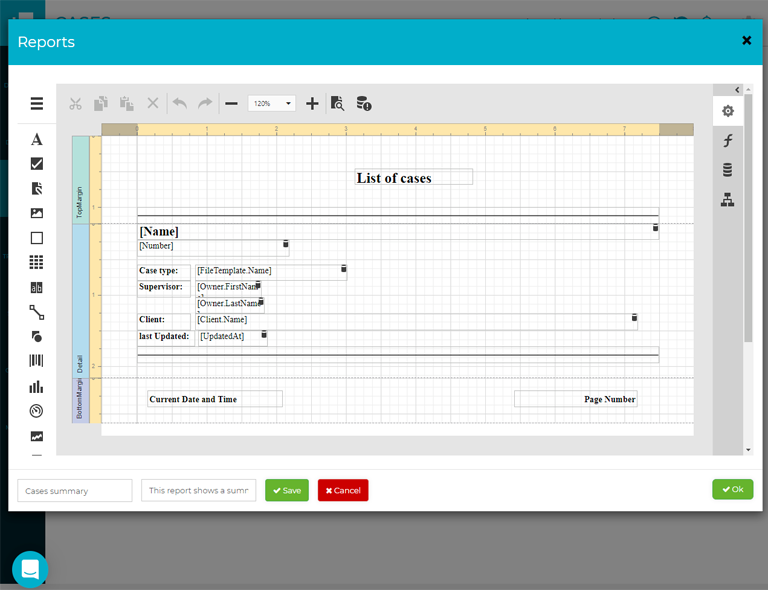 CASES
Reports
120%
List of cases
TopMargin
[Name]
[Number]
Case type: [FileTemplate.Name]
Supervisor: [Owner.FirstNam
[Owner.LastName
Client: [Client.Name]
last Updated: [UpdatedAt]
Detail
Current Date and Time Page Number
BottomMargi
Cases summary This report shows a summ Save Cancel Ok